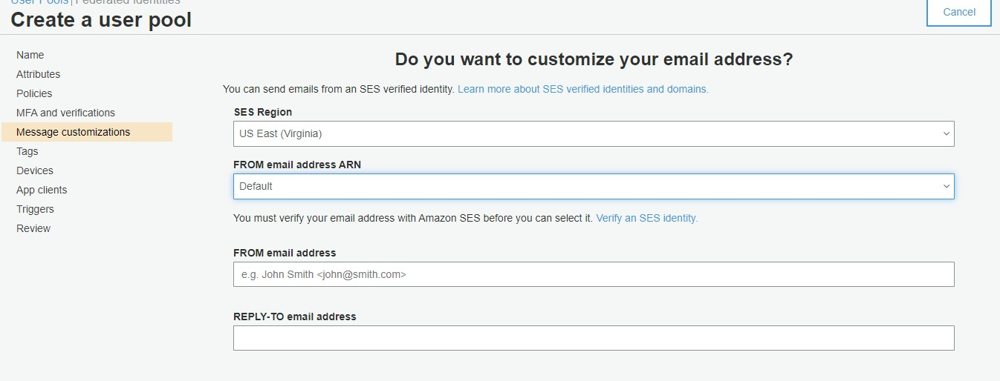 User Pools | Federated Identities
Create a user pool
Cancel
Name
Attributes
Policies
MFA and verifications
Message customizations
Tags
Devices
App clients
Triggers
Review
Do you want to customize your email address?
You can send emails from an SES verified identity. Learn more about SES verified identities and domains.
SES Region
US East (Virginia)
FROM email address ARN
Default
You must verify your email address with Amazon SES before you can select it. Verify an SES identity.
FROM email address
e.g. John Smith <john@smith.com>
REPLY-TO email address